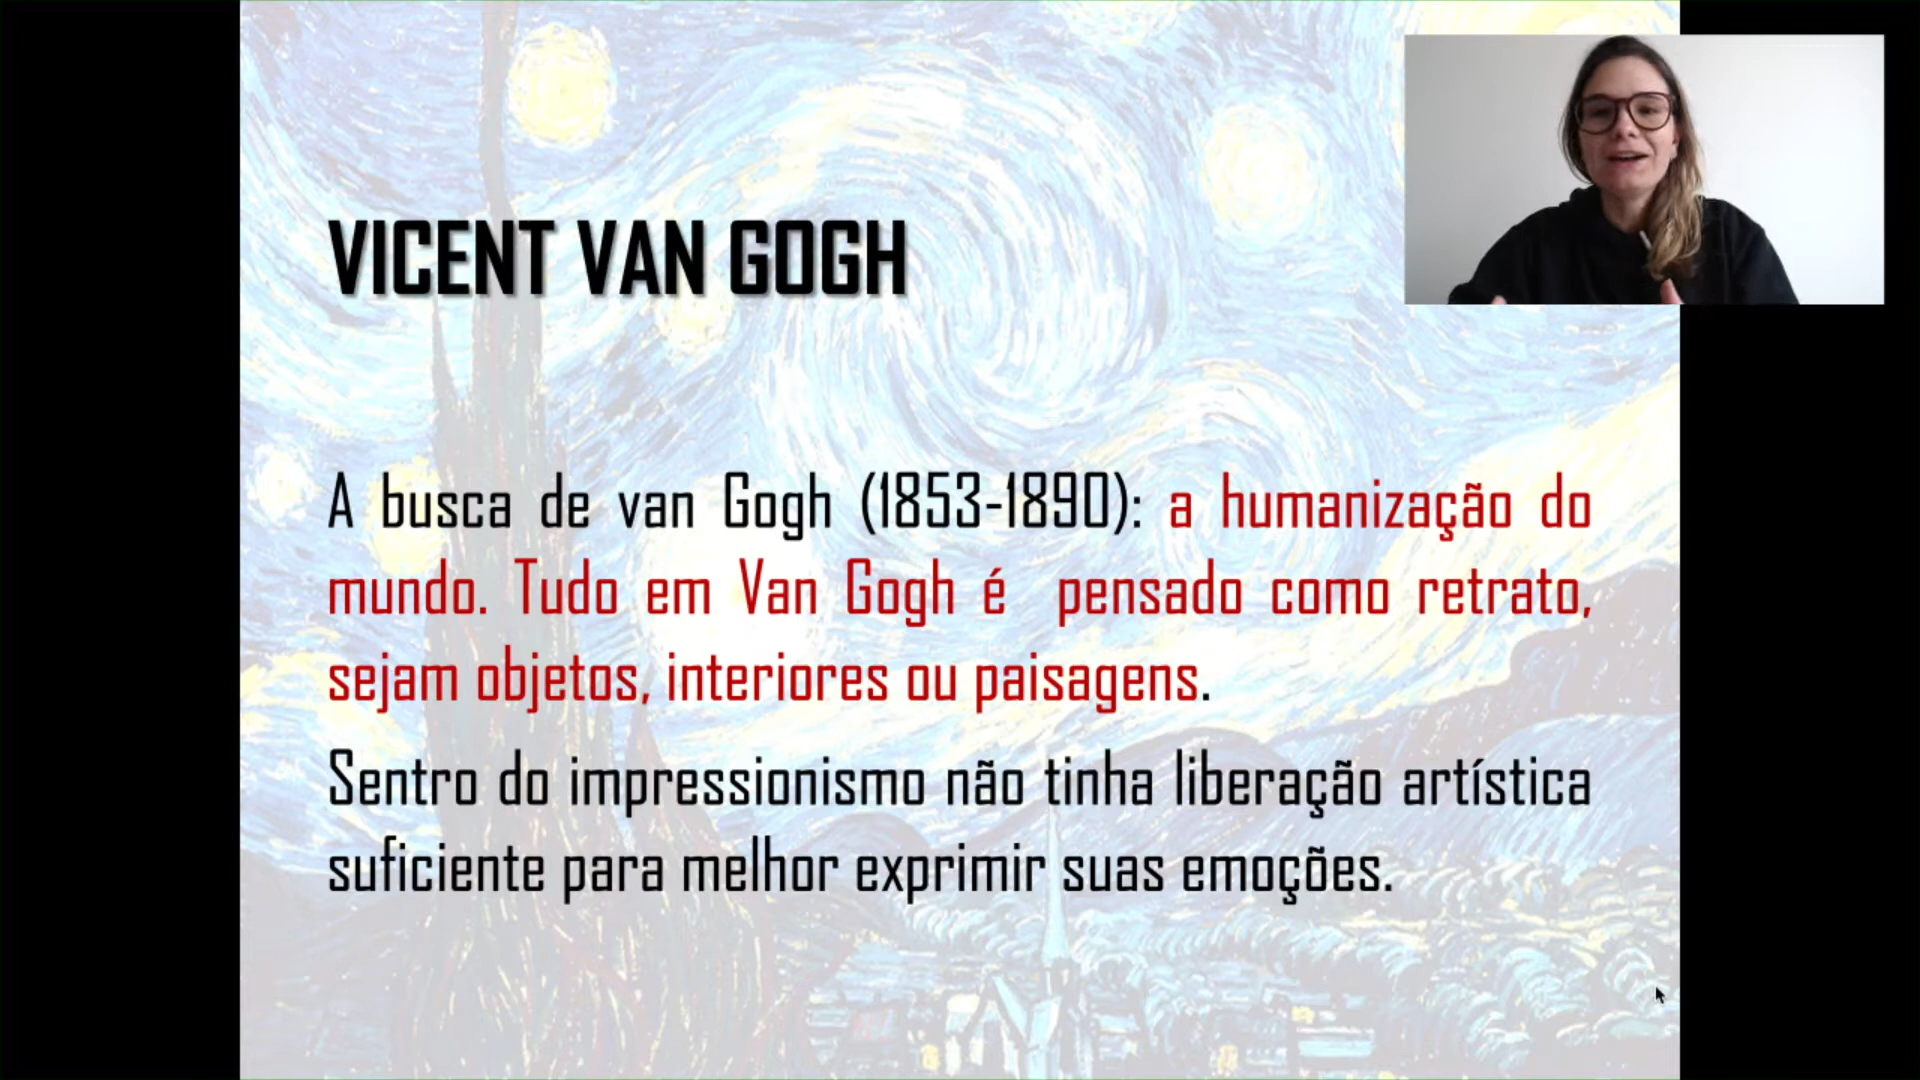 VICENT VAN GOGH
A busca de van Gogh (1853-1890): a humanização do
mundo. Tudo em Van Gogh é pensado como retrato,
sejam objetos, interiores ou paisagens.
Sentro do impressionismo não tinha liberação artística
suficiente para melhor exprimir suas emoções.